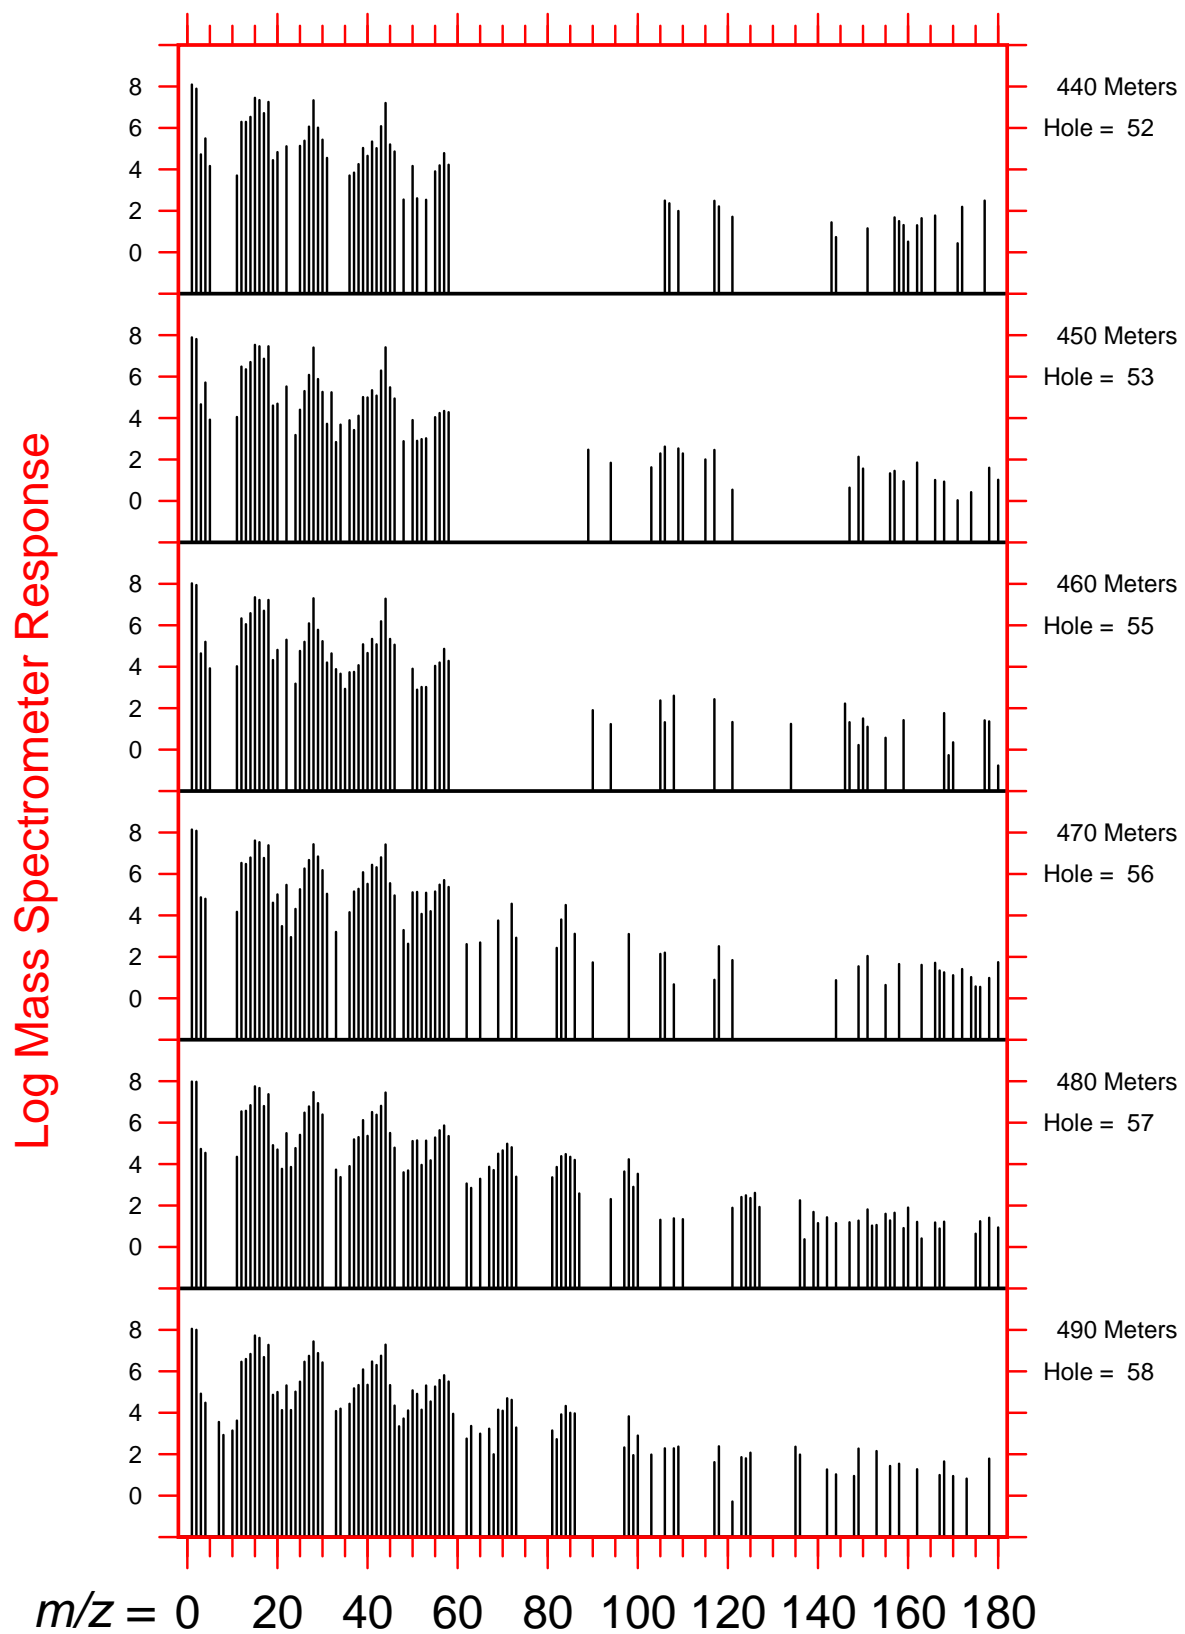 8 440 Meters
6 Hole = 52
4
2
0
8 450 Meters
6 Hole = 53
4
2
0
8 460 Meters
6 Hole = 55
4
2
0
8 470 Meters
6 Hole = 56
4
2
0
8 480 Meters
6 Hole = 57
4
2
0
8 490 Meters
6 Hole = 58
4
2
0
Log Mass Spectrometer Response
m/z = 0 20 40 60 80 100 120 140 160 180